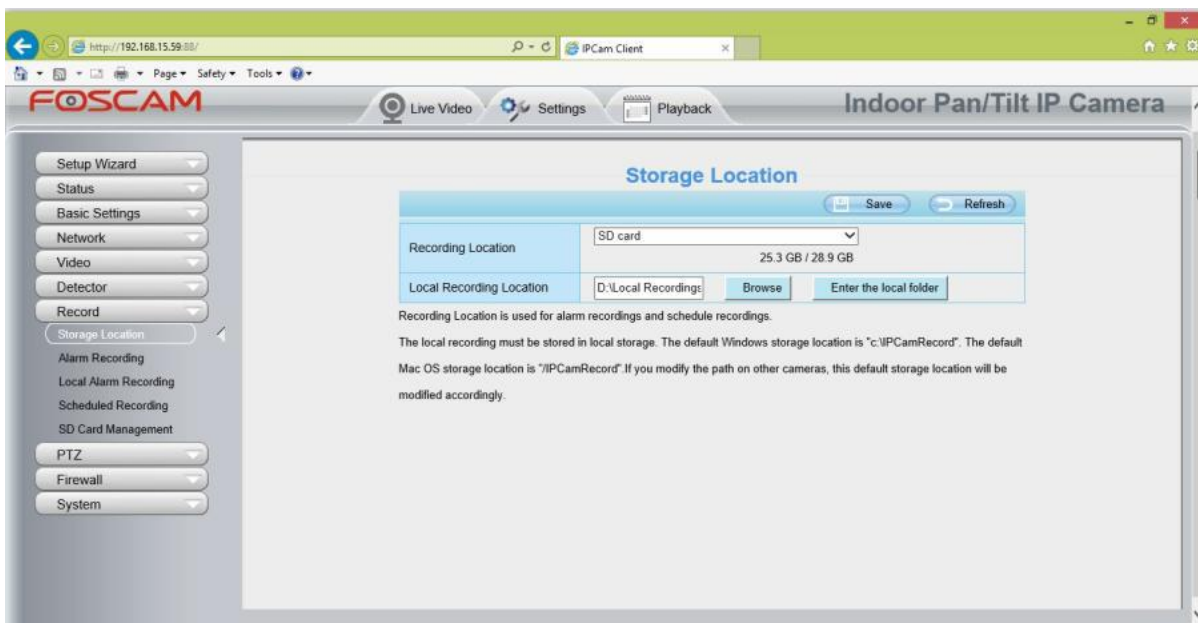 http://192.168.15.59:88/
IPCam Client
Page Safety Tools
FOSCAM
Live Video Settings Playback
Indoor Pan/Tilt IP Camera
Setup Wizard
Status
Basic Settings
Network
Video
Detector
Record
Storage Location
Alarm Recording
Local Alarm Recording
Scheduled Recording
SD Card Management
PTZ
Firewall
System
Storage Location
Save Refresh
Recording Location SD card
25.3 GB / 28.9 GB
Local Recording Location D:\Local Recordings Browse Enter the local folder
Recording Location is used for alarm recordings and schedule recordings.
The local recording must be stored in local storage. The default Windows storage location is "c:\IPCamRecord". The default
Mac OS storage location is "/IPCamRecord".If you modify the path on other cameras, this default storage location will be
modified accordingly.